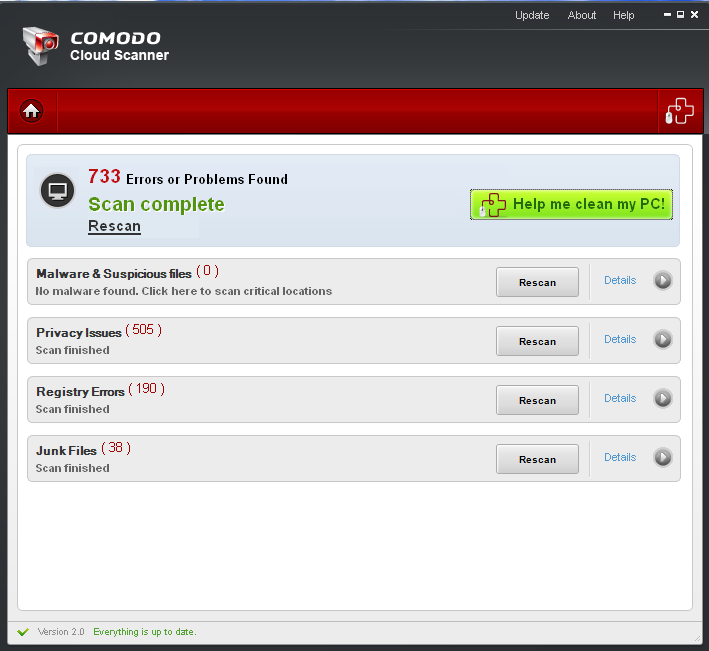 Update About Help
COMODO
Cloud Scanner
733 Errors or Problems Found
Scan complete
Rescan
Help me clean my PC!
Malware & Suspicious files ( 0 )
No malware found. Click here to scan critical locations
Rescan
Details
Privacy Issues ( 505 )
Scan finished
Rescan
Details
Registry Errors ( 190 )
Scan finished
Rescan
Details
Junk Files ( 38 )
Scan finished
Rescan
Details
Version 2.0 Everything is up to date.